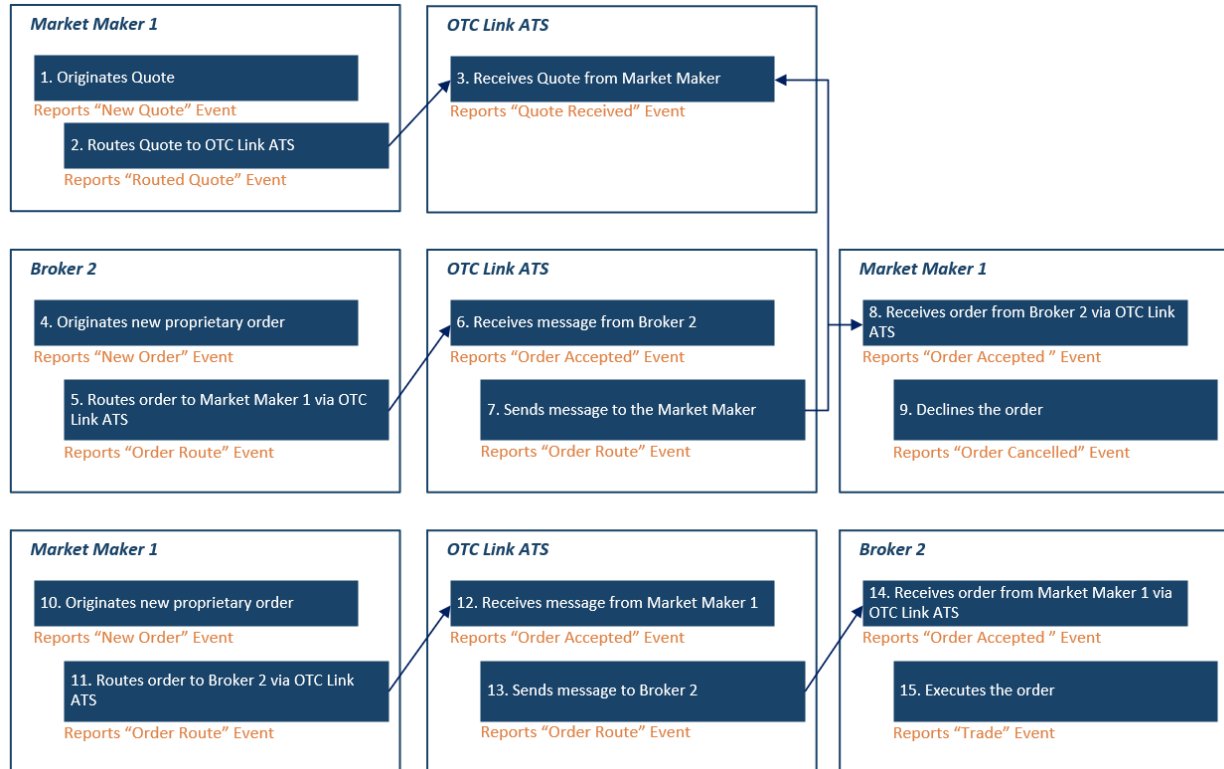 Market Maker 1
1. Originates Quote
Reports “New Quote” Event
2. Routes Quote to OTC Link ATS
Reports “Routed Quote” Event
OTC Link ATS
3. Receives Quote from Market Maker
Reports “Quote Received” Event
Broker 2
4. Originates new proprietary order
Reports “New Order” Event
5. Routes order to Market Maker 1 via OTC
Link ATS
Reports “Order Route” Event
OTC Link ATS
6. Receives message from Broker 2
Reports “Order Accepted” Event
7. Sends message to the Market Maker
Reports “Order Route” Event
Market Maker 1
8. Receives order from Broker 2 via OTC Link
ATS
Reports “Order Accepted ” Event
9. Declines the order
Reports “Order Cancelled” Event
Market Maker 1
10. Originates new proprietary order
Reports “New Order” Event
11. Routes order to Broker 2 via OTC Link
ATS
Reports “Order Route” Event
OTC Link ATS
12. Receives message from Market Maker 1
Reports “Order Accepted” Event
13. Sends message to Broker 2
Reports “Order Route” Event
Broker 2
14. Receives order from Market Maker 1 via
OTC Link ATS
Reports “Order Accepted ” Event
15. Executes the order
Reports “Trade” Event